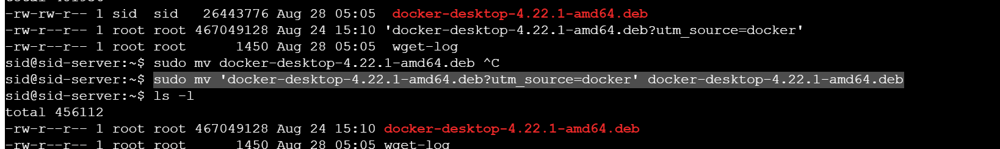 -rw-rw-r-- 1 sid  sid   26443776 Aug 28 05:05  docker-desktop-4.22.1-amd64.deb
-rw-r--r-- 1 root root 467049128 Aug 24 15:10 'docker-desktop-4.22.1-amd64.deb?utm_source=docker'
-rw-r--r-- 1 root root      1450 Aug 28 05:05  wget-log
sid@sid-server:~$ sudo mv docker-desktop-4.22.1-amd64.deb ^C
sid@sid-server:~$ sudo mv 'docker-desktop-4.22.1-amd64.deb?utm_source=docker' docker-desktop-4.22.1-amd64.deb
sid@sid-server:~$ ls -l
total 456112
-rw-r--r-- 1 root root 467049128 Aug 24 15:10 docker-desktop-4.22.1-amd64.deb
-rw-r--r-- 1 root root      1450 Aug 28 05:05 wget-log